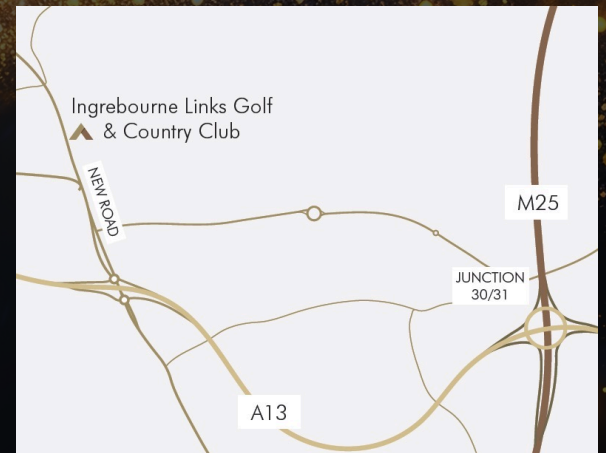 Ingrebourne Links Golf
& Country Club
NEW ROAD
M25
JUNCTION
30/31
A13